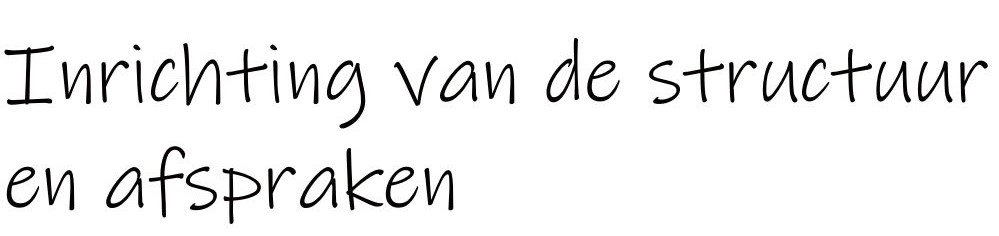 Inrichting van de structuur
en afspraken